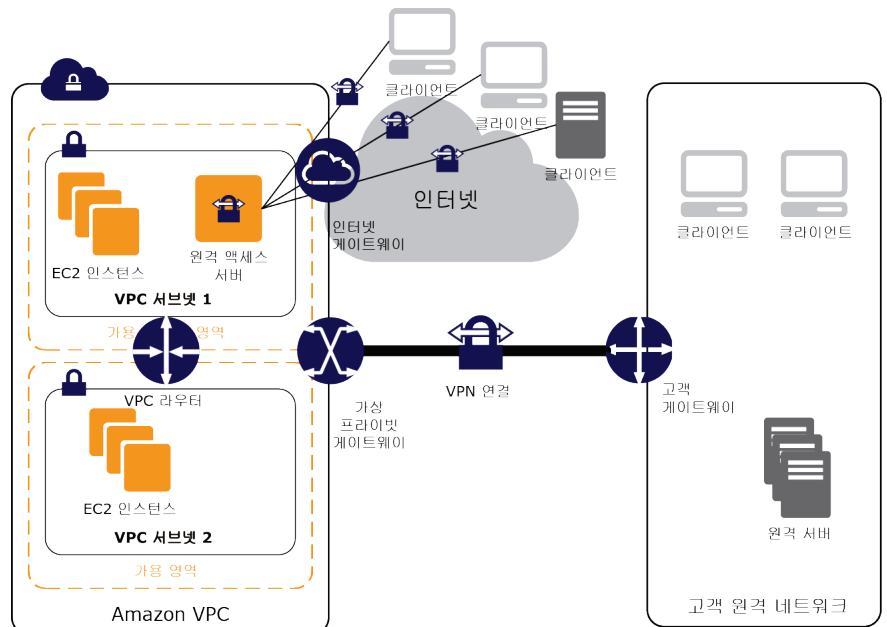 클라이언트
클라이언트
클라이언트
인터넷
인터넷
게이트웨이
EC2 인스턴스
원격 액세스
서버
VPC 서브넷 1
가용
영역
VPC 라우터
가상
프라이빗
게이트웨이
VPN 연결
고객
게이트웨이
클라이언트
클라이언트
원격 서버
고객 원격 네트워크
EC2 인스턴스
VPC 서브넷 2
가용 영역
Amazon VPC